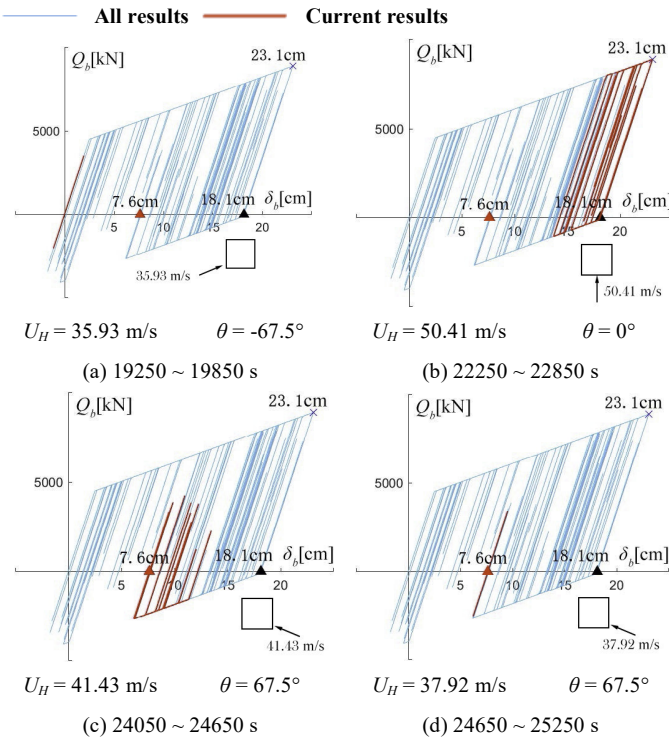 All results Current results
Q_b[kN]
23.1cm
5000
7.6cm 18.1cm δ_b[cm]
5 10 15 20
35.93 m/s
U_H = 35.93 m/s θ = -67.5°
(a) 19250 ~ 19850 s
Q_b[kN]
23.1cm
5000
7.6cm 18.1cm δ_b[cm]
5 10 15 20
50.41 m/s
U_H = 50.41 m/s θ = 0°
(b) 22250 ~ 22850 s
Q_b[kN]
23.1cm
5000
7.6cm 18.1cm δ_b[cm]
5 10 15 20
41.43 m/s
U_H = 41.43 m/s θ = 67.5°
(c) 24050 ~ 24650 s
Q_b[kN]
23.1cm
5000
7.6cm 18.1cm δ_b[cm]
5 10 15 20
37.92 m/s
U_H = 37.92 m/s θ = 67.5°
(d) 24650 ~ 25250 s